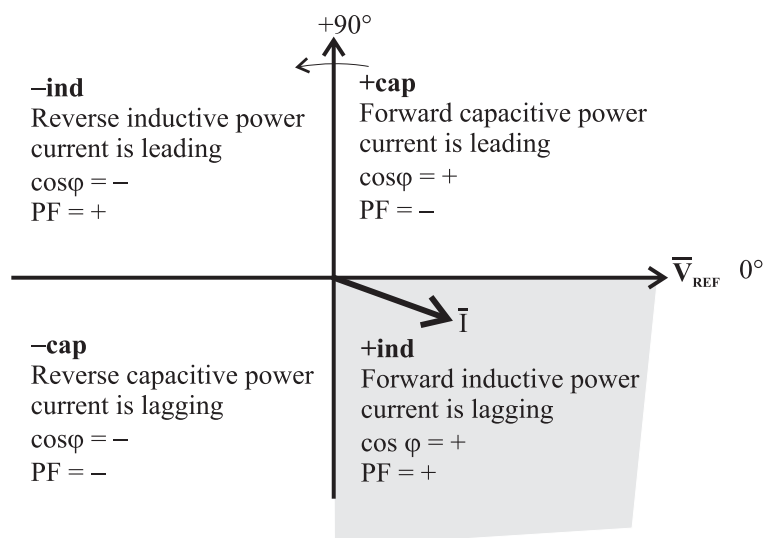 +90°
–ind
Reverse inductive power
current is leading
cosφ = –
PF = +
+cap
Forward capacitive power
current is leading
cosφ = +
PF = –
V̅REF 0°
I̅
–cap
Reverse capacitive power
current is lagging
cosφ = –
PF = –
+ind
Forward inductive power
current is lagging
cos φ = +
PF = +